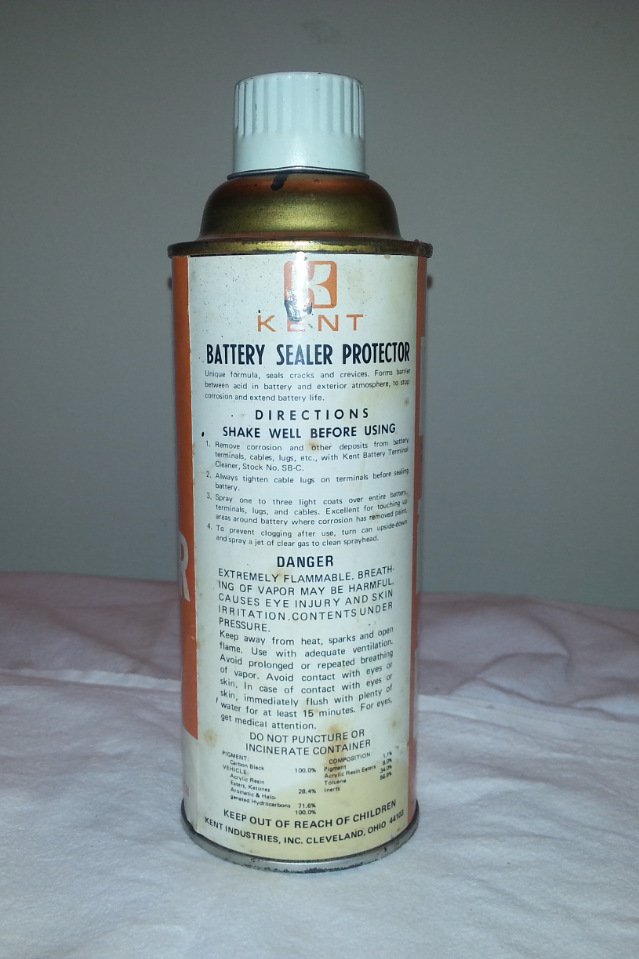 KENT
BATTERY SEALER PROTECTOR
Unique formula, seals cracks and crevices. Forms barrier
between acid in battery and exterior atmosphere, to stop
corrosion and extend battery life.
DIRECTIONS
SHAKE WELL BEFORE USING
1. Remove corrosion and other deposits from battery
terminals, cables, lugs, etc., with Kent Battery Terminal
Cleaner, Stock No. SB-C.
2. Always tighten cable lugs on terminals before sealing
battery.
3. Spray one to three light coats over entire battery,
terminals, lugs, and cables. Excellent for touching up
areas around battery where corrosion has removed paint.
4. To prevent clogging after use, turn can upside-down
and spray a jet of clear gas to clean sprayhead.
R
DANGER
EXTREMELY FLAMMABLE. BREATH-
ING OF VAPOR MAY BE HARMFUL.
CAUSES EYE INJURY AND SKIN
IRRITATION. CONTENTS UNDER
PRESSURE.
Keep away from heat, sparks and open
flame. Use with adequate ventilation.
Avoid prolonged or repeated breathing
of vapor. Avoid contact with eyes or
skin. In case of contact with eyes or
skin, immediately flush with plenty of
water for at least 15 minutes. For eyes,
get medical attention.
DO NOT PUNCTURE OR
INCINERATE CONTAINER
PIGMENT:
Carbon Black 100.0%
VEHICLE:
Acrylic Resin
Esters, Ketones 28.4%
Aromatic & Halo-
genated Hydrocarbons 71.6%
100.0%
COMPOSITION:
Pigment 1.1%
Acrylic Resin Esters
Toluene
Inerts
KEEP OUT OF REACH OF CHILDREN
KENT INDUSTRIES, INC. CLEVELAND, OHIO